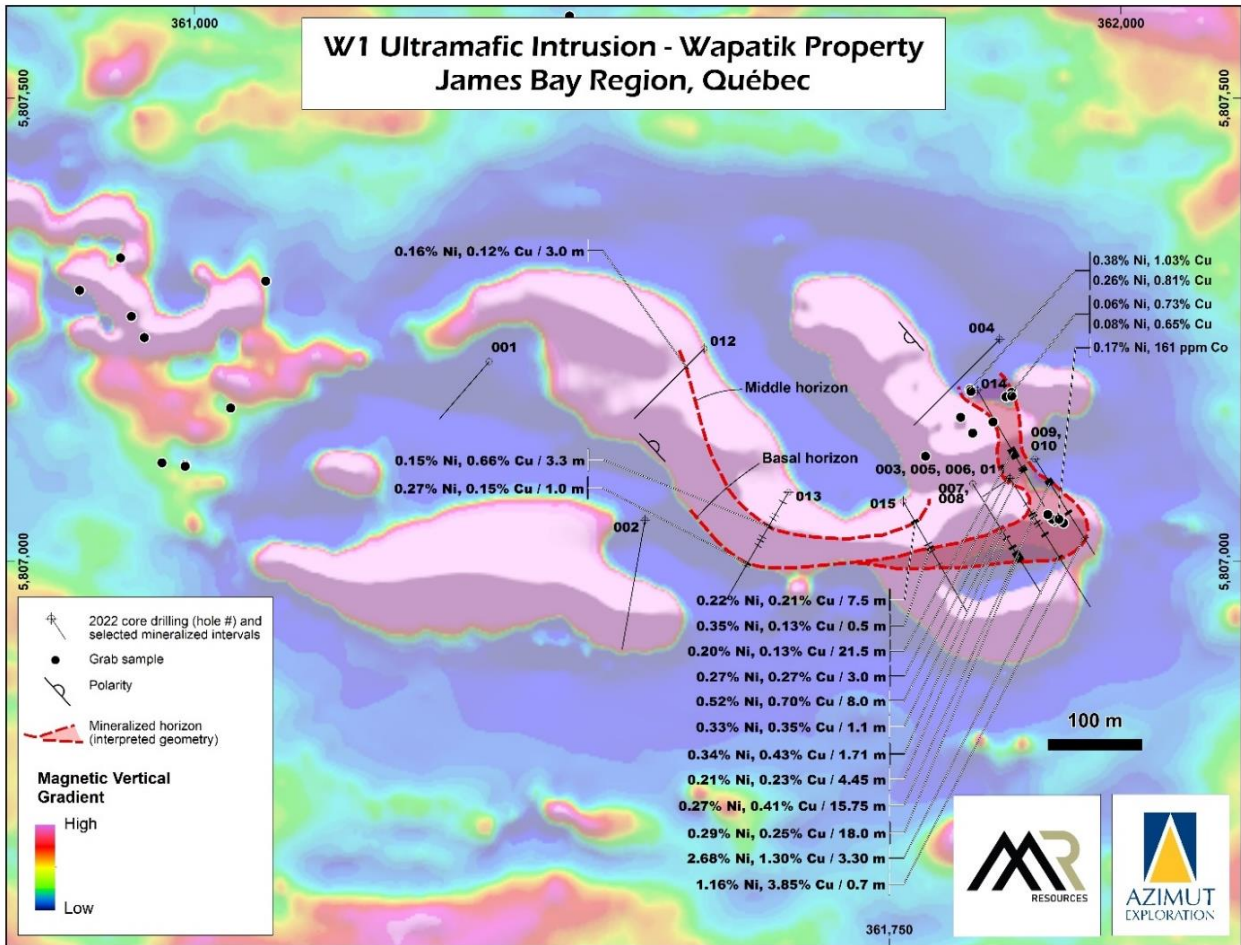 361,000
362,000
W1 Ultramafic Intrusion - Wapatik Property
James Bay Region, Québec
5,807,500
5,807,500
0.16% Ni, 0.12% Cu / 3.0 m
0.38% Ni, 1.03% Cu
0.26% Ni, 0.81% Cu
0.06% Ni, 0.73% Cu
0.08% Ni, 0.65% Cu
0.17% Ni, 161 ppm Co
001
012
004
Middle horizon
014
009,
010
Basal horizon
003, 005, 006, 01
007,
008
0.15% Ni, 0.66% Cu / 3.3 m
0.27% Ni, 0.15% Cu / 1.0 m
013
015
002
5,807,000
5,807,000
0.22% Ni, 0.21% Cu / 7.5 m
0.35% Ni, 0.13% Cu / 0.5 m
0.20% Ni, 0.13% Cu / 21.5 m
0.27% Ni, 0.27% Cu / 3.0 m
0.52% Ni, 0.70% Cu / 8.0 m
0.33% Ni, 0.35% Cu / 1.1 m
0.34% Ni, 0.43% Cu / 1.71 m
0.21% Ni, 0.23% Cu / 4.45 m
0.27% Ni, 0.41% Cu / 15.75 m
0.29% Ni, 0.25% Cu / 18.0 m
2.68% Ni, 1.30% Cu / 3.30 m
1.16% Ni, 3.85% Cu / 0.7 m
100 m
2022 core drilling (hole #) and
selected mineralized intervals
Grab sample
Polarity
Mineralized horizon
(interpreted geometry)
Magnetic Vertical
Gradient
High
Low
RESOURCES
AZIMUT
EXPLORATION
361,750